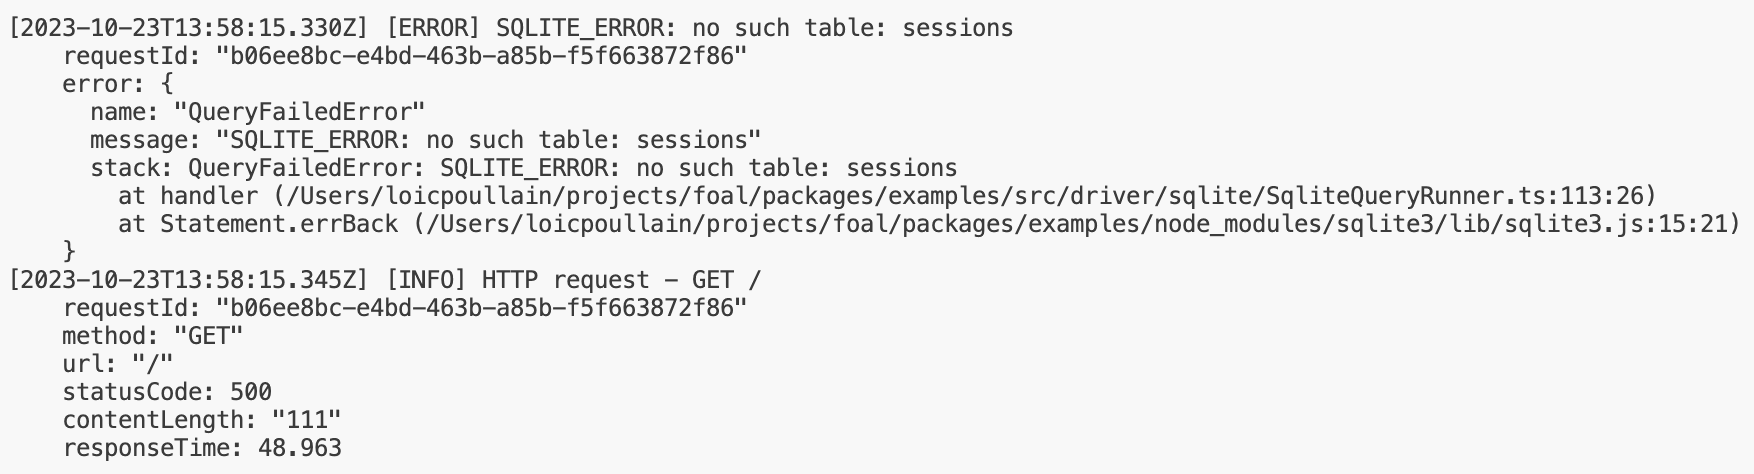 [2023-10-23T13:58:15.330Z] [ERROR] SQLITE_ERROR: no such table: sessions
requestId: "b06ee8bc-e4bd-463b-a85b-f5f663872f86"
error: {
name: "QueryFailedError"
message: "SQLITE_ERROR: no such table: sessions"
stack: QueryFailedError: SQLITE_ERROR: no such table: sessions
at handler (/Users/loicpoullain/projects/foal/packages/examples/src/driver/sqlite/SqliteQueryRunner.ts:113:26)
at Statement.errBack (/Users/loicpoullain/projects/foal/packages/examples/node_modules/sqlite3/lib/sqlite3.js:15:21)
}
[2023-10-23T13:58:15.345Z] [INFO] HTTP request - GET /
requestId: "b06ee8bc-e4bd-463b-a85b-f5f663872f86"
method: "GET"
url: "/"
statusCode: 500
contentLength: "111"
responseTime: 48.963